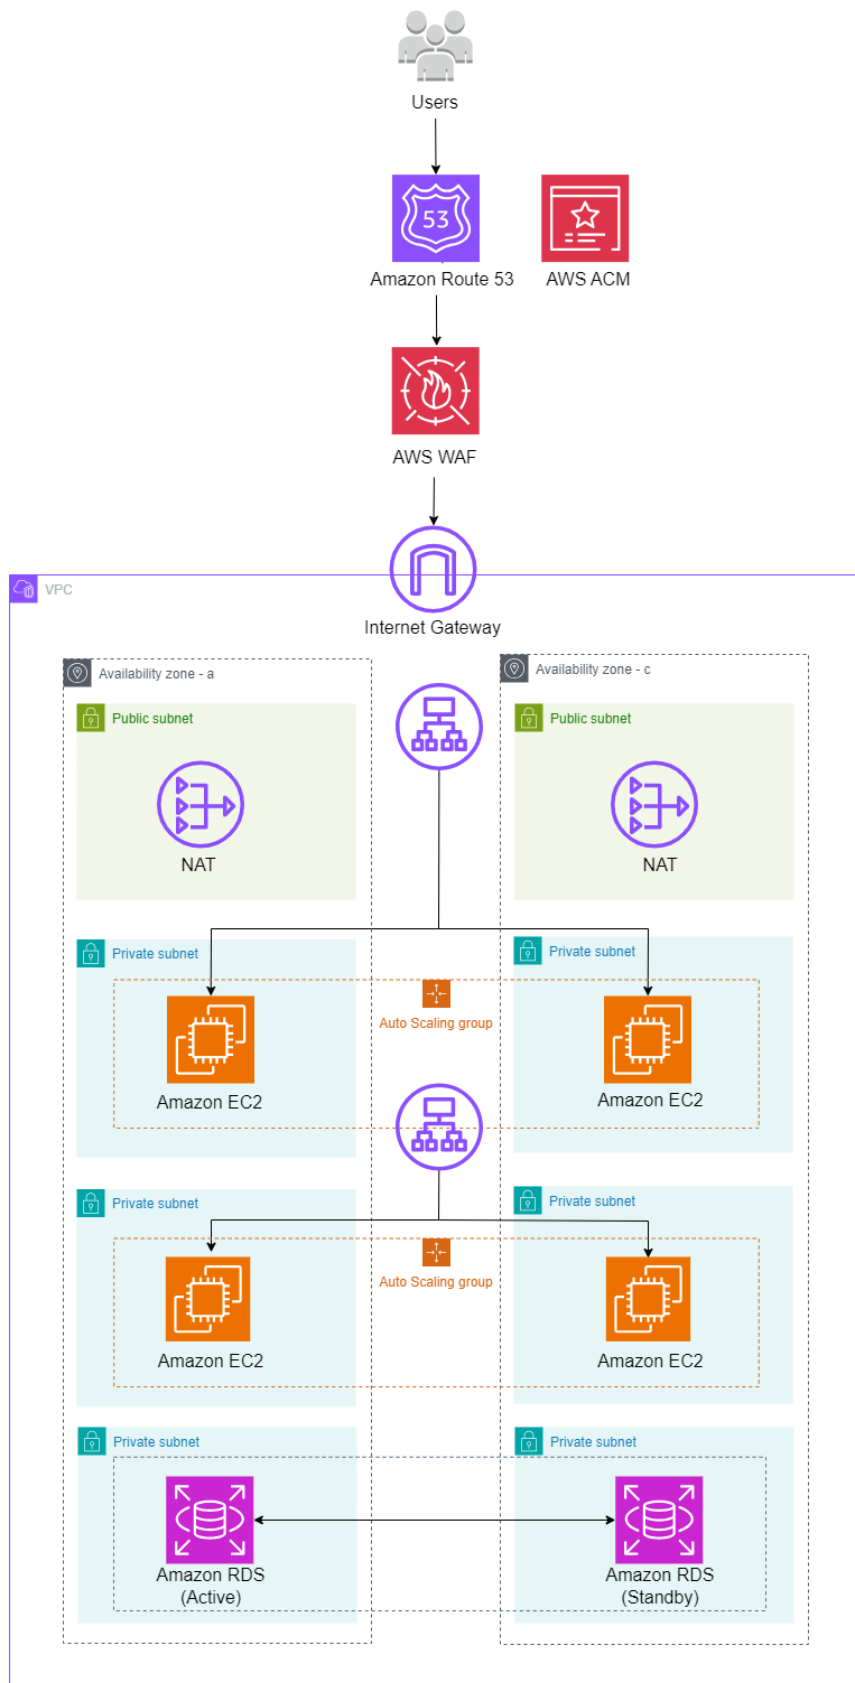 Users
53
Amazon Route 53
AWS ACM
AWS WAF
VPC
Internet Gateway
Availability zone - a
Availability zone - c
Public subnet
Public subnet
NAT
NAT
Private subnet
Private subnet
Auto Scaling group
Amazon EC2
Amazon EC2
Private subnet
Private subnet
Auto Scaling group
Amazon EC2
Amazon EC2
Private subnet
Private subnet
Amazon RDS
(Active)
Amazon RDS
(Standby)